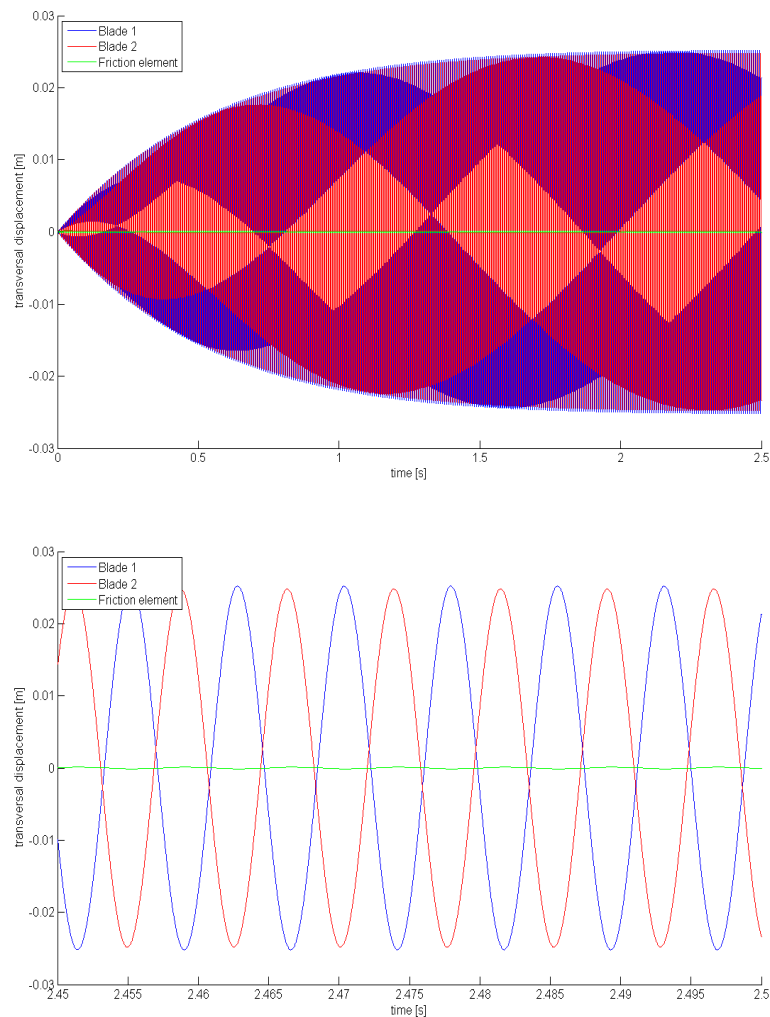 0.03
Blade 1
Blade 2
Friction element
0.02
0.01
0
-0.01
-0.02
-0.03
transversal displacement [m]
0 0.5 1 1.5 2 2.5
time [s]
0.03
Blade 1
Blade 2
Friction element
0.02
0.01
0
-0.01
-0.02
-0.03
transversal displacement [m]
2.45 2.455 2.46 2.465 2.47 2.475 2.48 2.485 2.49 2.495 2.5
time [s]